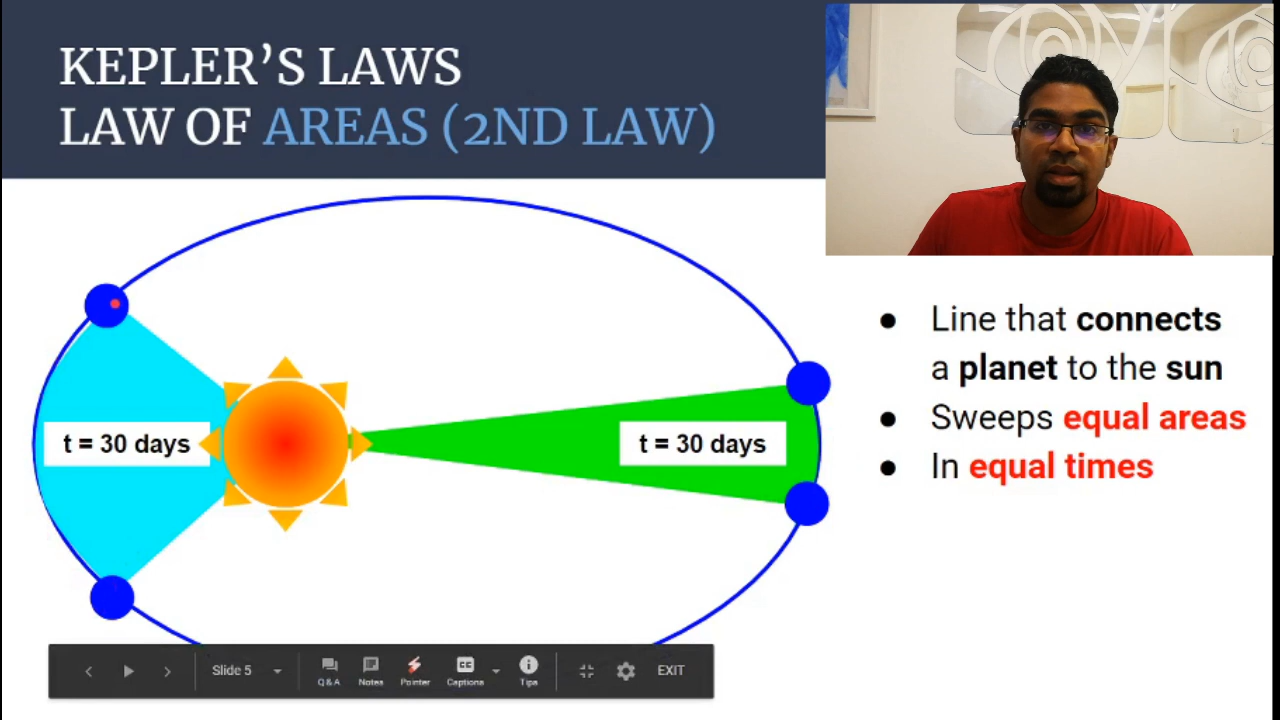 KEPLER’S LAWS
LAW OF AREAS (2ND LAW)
t = 30 days
t = 30 days
● Line that connects
a planet to the sun
● Sweeps equal areas
● In equal times
Slide 5
Q&A
Notes
Pointer
CC
Captions
Tips
EXIT